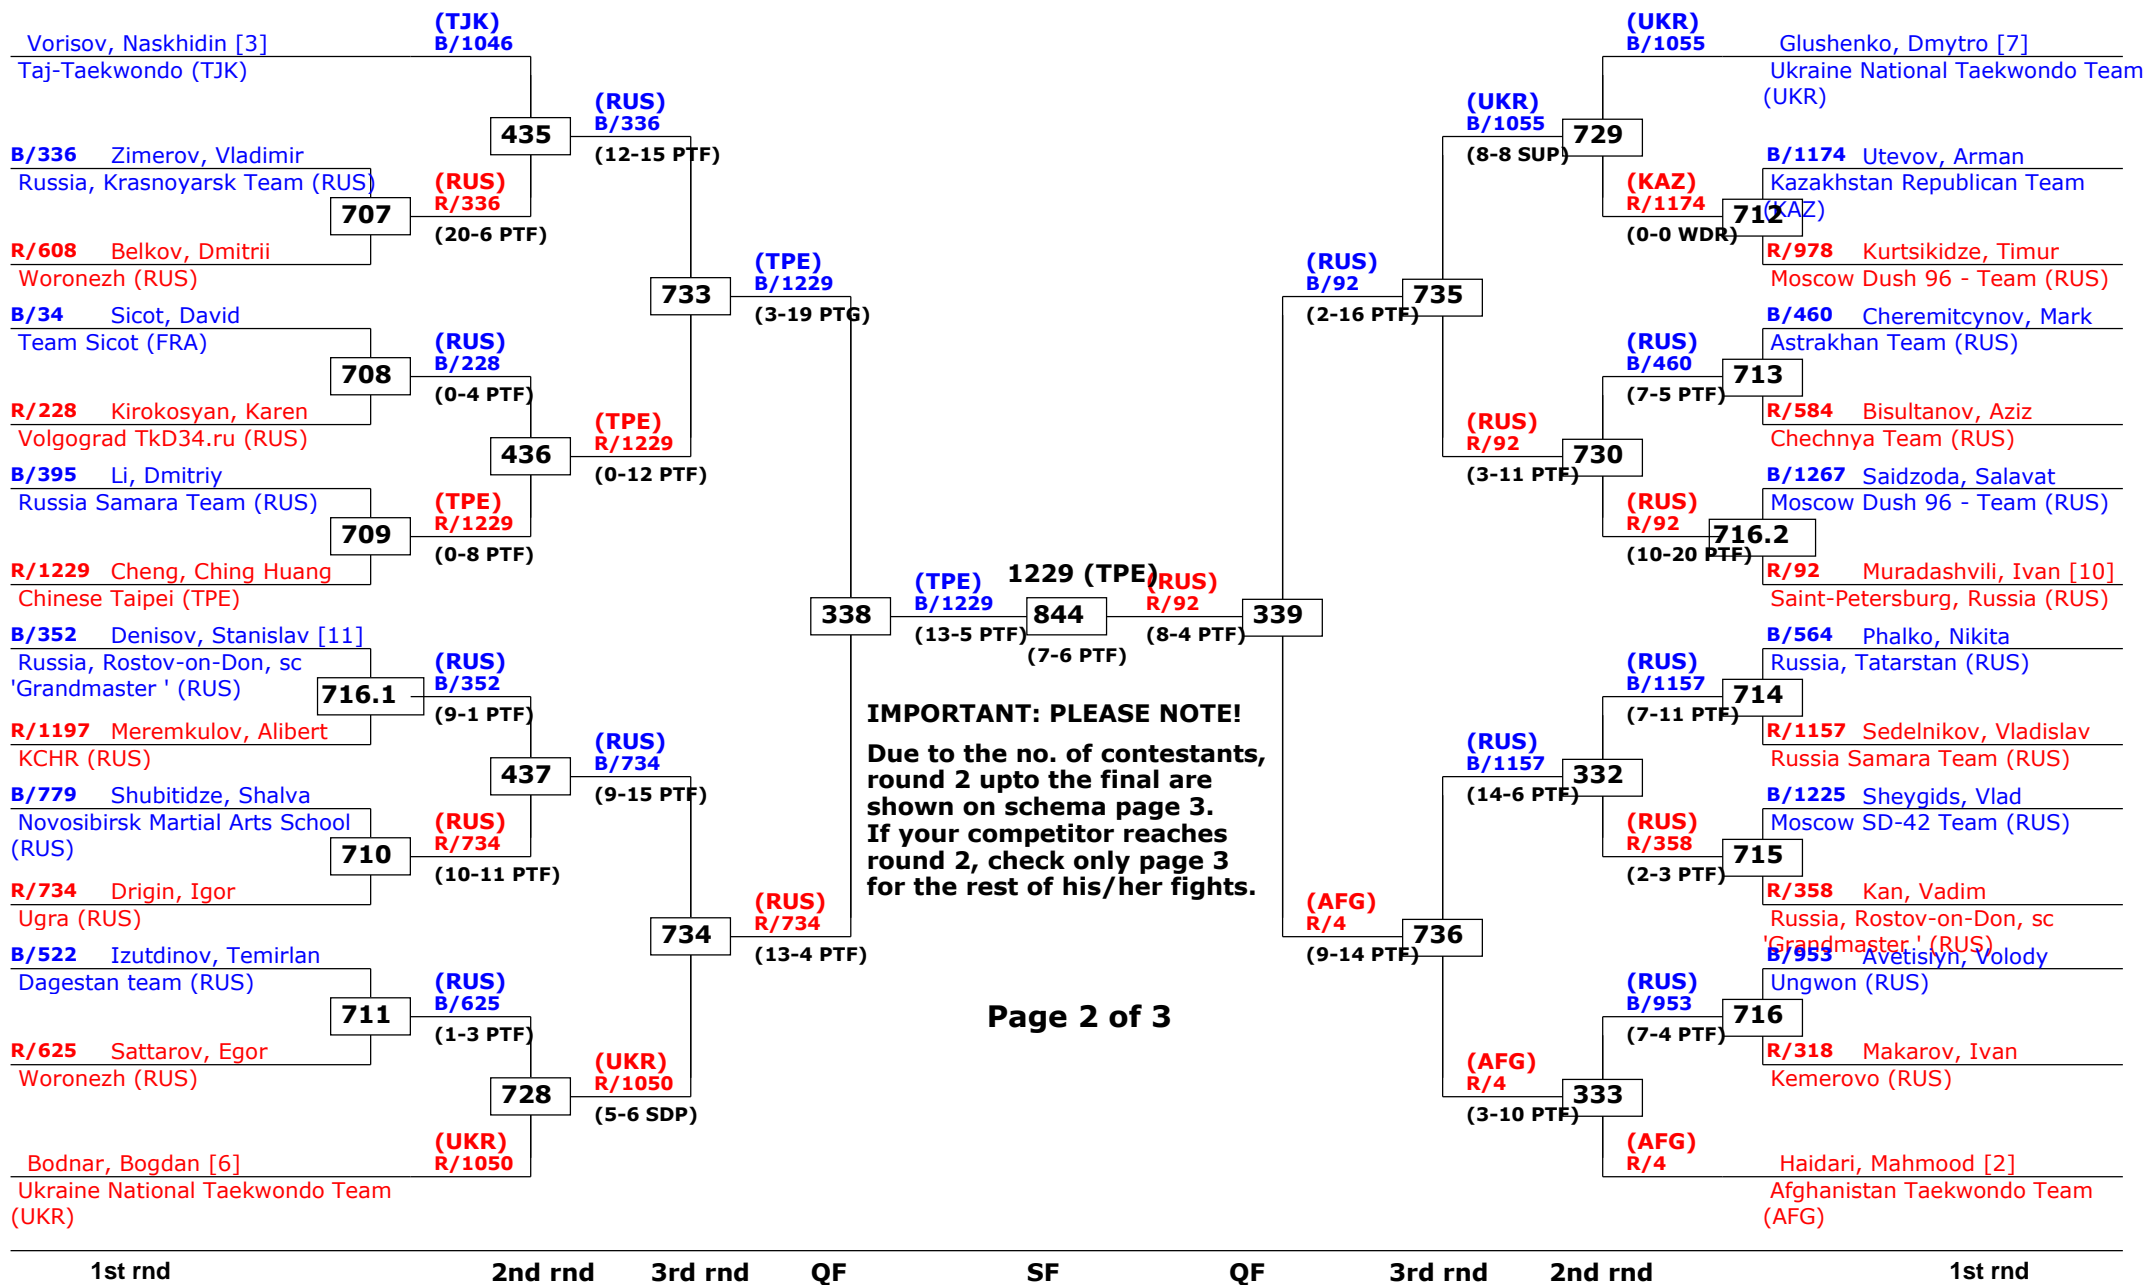 (TJK)
B/1046
Vorisov, Naskhidin [3]
Taj-Taekwondo (TJK)
(RUS)
B/336
435
(12-15 PTF)
B/336 Zimerov, Vladimir
Russia, Krasnoyarsk Team (RUS)
(RUS)
R/336
707
(20-6 PTF)
R/608 Belkov, Dmitrii
Woronezh (RUS)
(TPE)
B/1229
733
(3-19 PTG)
B/34 Sicot, David
Team Sicot (FRA)
(RUS)
B/228
708
(0-4 PTF)
R/228 Kirokosyan, Karen
Volgograd TkD34.ru (RUS)
(TPE)
R/1229
436
(0-12 PTF)
B/395 Li, Dmitriy
Russia Samara Team (RUS)
(TPE)
R/1229
709
(0-8 PTF)
R/1229 Cheng, Ching Huang
Chinese Taipei (TPE)
B/352 Denisov, Stanislav [11]
Russia, Rostov-on-Don, sc
'Grandmaster ' (RUS)
(RUS)
B/352
716.1
(9-1 PTF)
R/1197 Meremkulov, Alibert
KCHR (RUS)
(RUS)
B/734
437
(9-15 PTF)
B/779 Shubitidze, Shalva
Novosibirsk Martial Arts School
(RUS)
(RUS)
R/734
710
(10-11 PTF)
R/734 Drigin, Igor
Ugra (RUS)
(RUS)
R/734
734
(13-4 PTF)
B/522 Izutdinov, Temirlan
Dagestan team (RUS)
(RUS)
B/625
711
(1-3 PTF)
R/625 Sattarov, Egor
Woronezh (RUS)
(UKR)
R/1050
728
(5-6 SDP)
(UKR)
R/1050
Bodnar, Bogdan [6]
Ukraine National Taekwondo Team
(UKR)
338
(TPE)
B/1229
(13-5 PTF)
1229 (TPE)
844
(7-6 PTF)
(RUS)
R/92
339
(8-4 PTF)
IMPORTANT: PLEASE NOTE!
Due to the no. of contestants,
round 2 upto the final are
shown on schema page 3.
If your competitor reaches
round 2, check only page 3
for the rest of his/her fights.
Page 2 of 3
(UKR)
B/1055
Glushenko, Dmytro [7]
Ukraine National Taekwondo Team
(UKR)
(UKR)
B/1055
729
(8-8 SUP)
B/1174 Utevov, Arman
Kazakhstan Republican Team
(KAZ)
(KAZ)
R/1174
712
(0-0 WDR)
R/978 Kurtsikidze, Timur
Moscow Dush 96 - Team (RUS)
(RUS)
B/92
735
(2-16 PTF)
B/460 Cheremitcynov, Mark
Astrakhan Team (RUS)
(RUS)
B/460
713
(7-5 PTF)
R/584 Bisultanov, Aziz
Chechnya Team (RUS)
(RUS)
R/92
730
(3-11 PTF)
B/1267 Saidzoda, Salavat
Moscow Dush 96 - Team (RUS)
(RUS)
R/92
716.2
(10-20 PTF)
R/92 Muradashvili, Ivan [10]
Saint-Petersburg, Russia (RUS)
B/564 Phalko, Nikita
Russia, Tatarstan (RUS)
(RUS)
B/1157
714
(7-11 PTF)
R/1157 Sedelnikov, Vladislav
Russia Samara Team (RUS)
(RUS)
B/1157
332
(14-6 PTF)
B/1225 Sheygids, Vlad
Moscow SD-42 Team (RUS)
(RUS)
R/358
715
(2-3 PTF)
R/358 Kan, Vadim
Russia, Rostov-on-Don, sc
'Grandmaster ' (RUS)
(AFG)
R/4
736
(9-14 PTF)
B/953 Avetisiyn, Volody
Ungwon (RUS)
(RUS)
B/953
716
(7-4 PTF)
R/318 Makarov, Ivan
Kemerovo (RUS)
(AFG)
R/4
333
(3-10 PTF)
(AFG)
R/4
Haidari, Mahmood [2]
Afghanistan Taekwondo Team
(AFG)
1st rnd 2nd rnd 3rd rnd QF SF QF 3rd rnd 2nd rnd 1st rnd